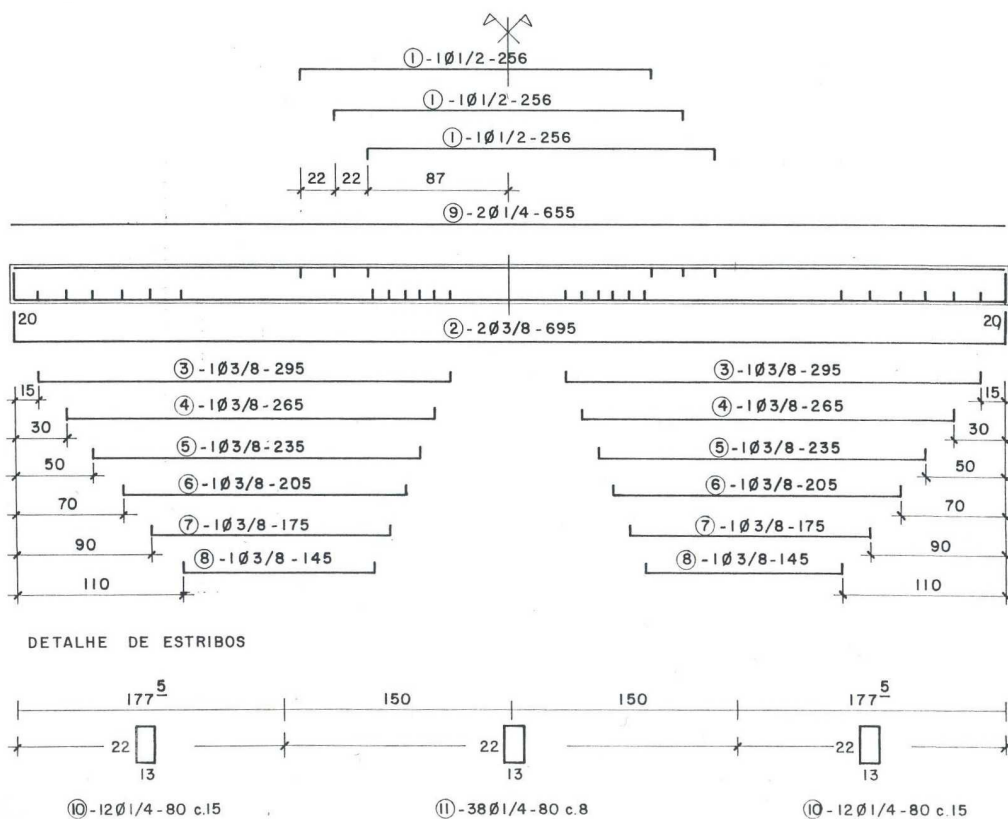 ①-1Ø1/2-256
①-1Ø1/2-256
①-1Ø1/2-256
22 22 87
⑨-2Ø1/4-655
20 20
②-2Ø3/8-695
③-1Ø3/8-295 ③-1Ø3/8-295
15 15
④-1Ø3/8-265 ④-1Ø3/8-265
30 30
⑤-1Ø3/8-235 ⑤-1Ø3/8-235
50 50
⑥-1Ø3/8-205 ⑥-1Ø3/8-205
70 70
⑦-1Ø3/8-175 ⑦-1Ø3/8-175
90 90
⑧-1Ø3/8-145 ⑧-1Ø3/8-145
110 110
DETALHE DE ESTRIBOS
177 5 150 150 177 5
22 22 22
13 13 13
⑩-12Ø1/4-80 c.15 ⑪-38Ø1/4-80 c.8 ⑩-12Ø1/4-80 c.15